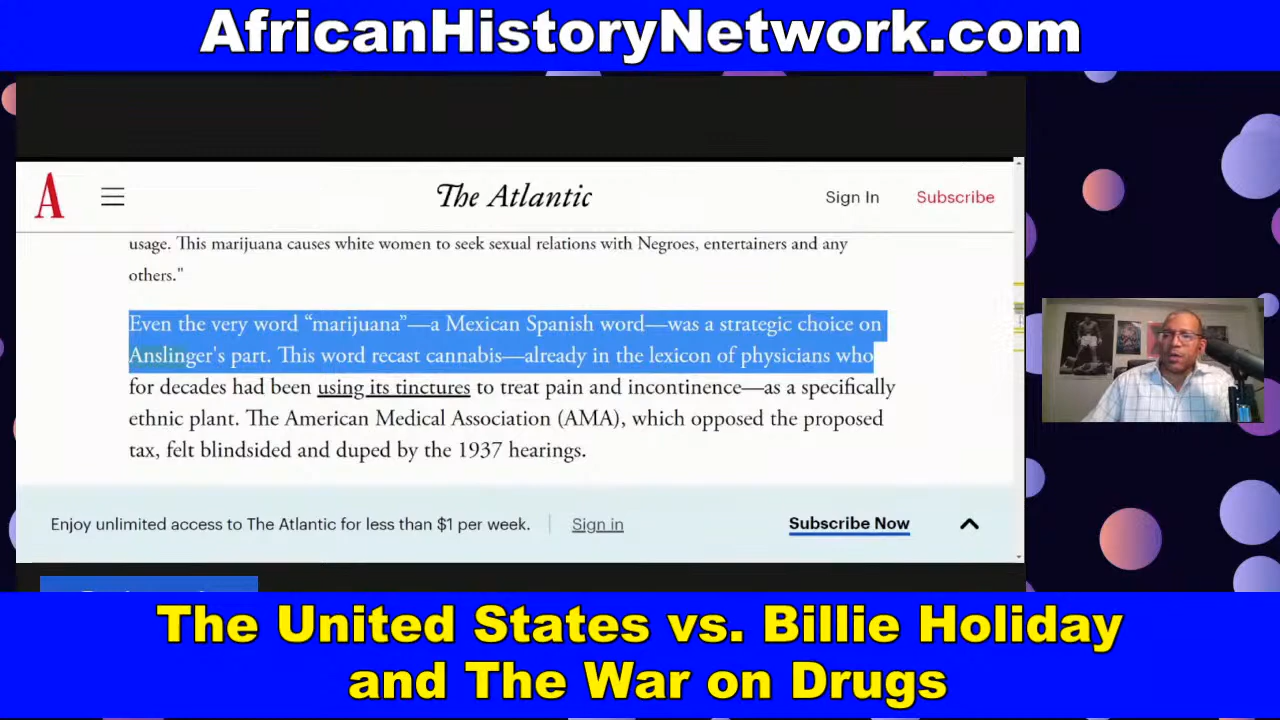 AfricanHistoryNetwork.com
A
The Atlantic
Sign In
Subscribe
usage. This marijuana causes white women to seek sexual relations with Negroes, entertainers and any
others."
Even the very word “marijuana”—a Mexican Spanish word—was a strategic choice on
Anslinger's part. This word recast cannabis—already in the lexicon of physicians who
for decades had been using its tinctures to treat pain and incontinence—as a specifically
ethnic plant. The American Medical Association (AMA), which opposed the proposed
tax, felt blindsided and duped by the 1937 hearings.
Enjoy unlimited access to The Atlantic for less than $1 per week.
Sign in
Subscribe Now
The United States vs. Billie Holiday
and The War on Drugs